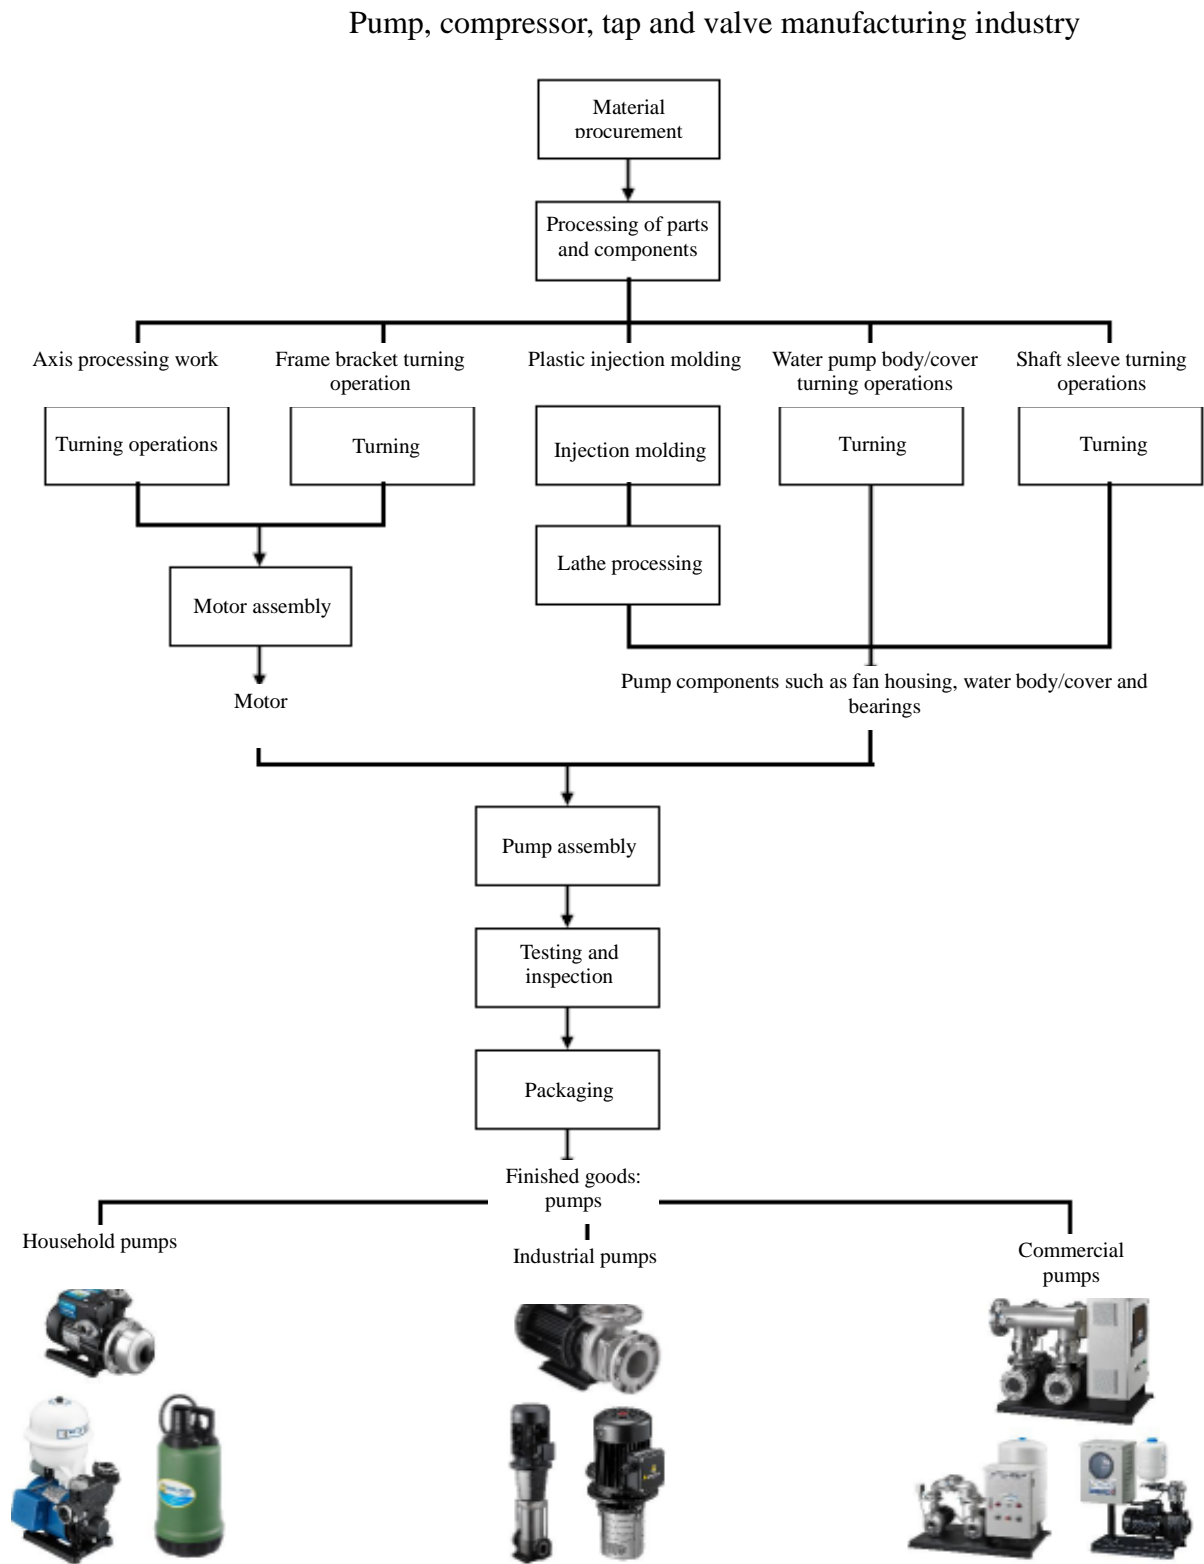 Pump, compressor, tap and valve manufacturing industry
Material
procurement
Processing of parts
and components
Axis processing work
Frame bracket turning
operation
Plastic injection molding
Water pump body/cover
turning operations
Shaft sleeve turning
operations
Turning operations
Turning
Injection molding
Turning
Turning
Lathe processing
Motor assembly
Motor
Pump components such as fan housing, water body/cover and
bearings
Pump assembly
Testing and
inspection
Packaging
Finished goods:
pumps
Household pumps
Industrial pumps
Commercial
pumps